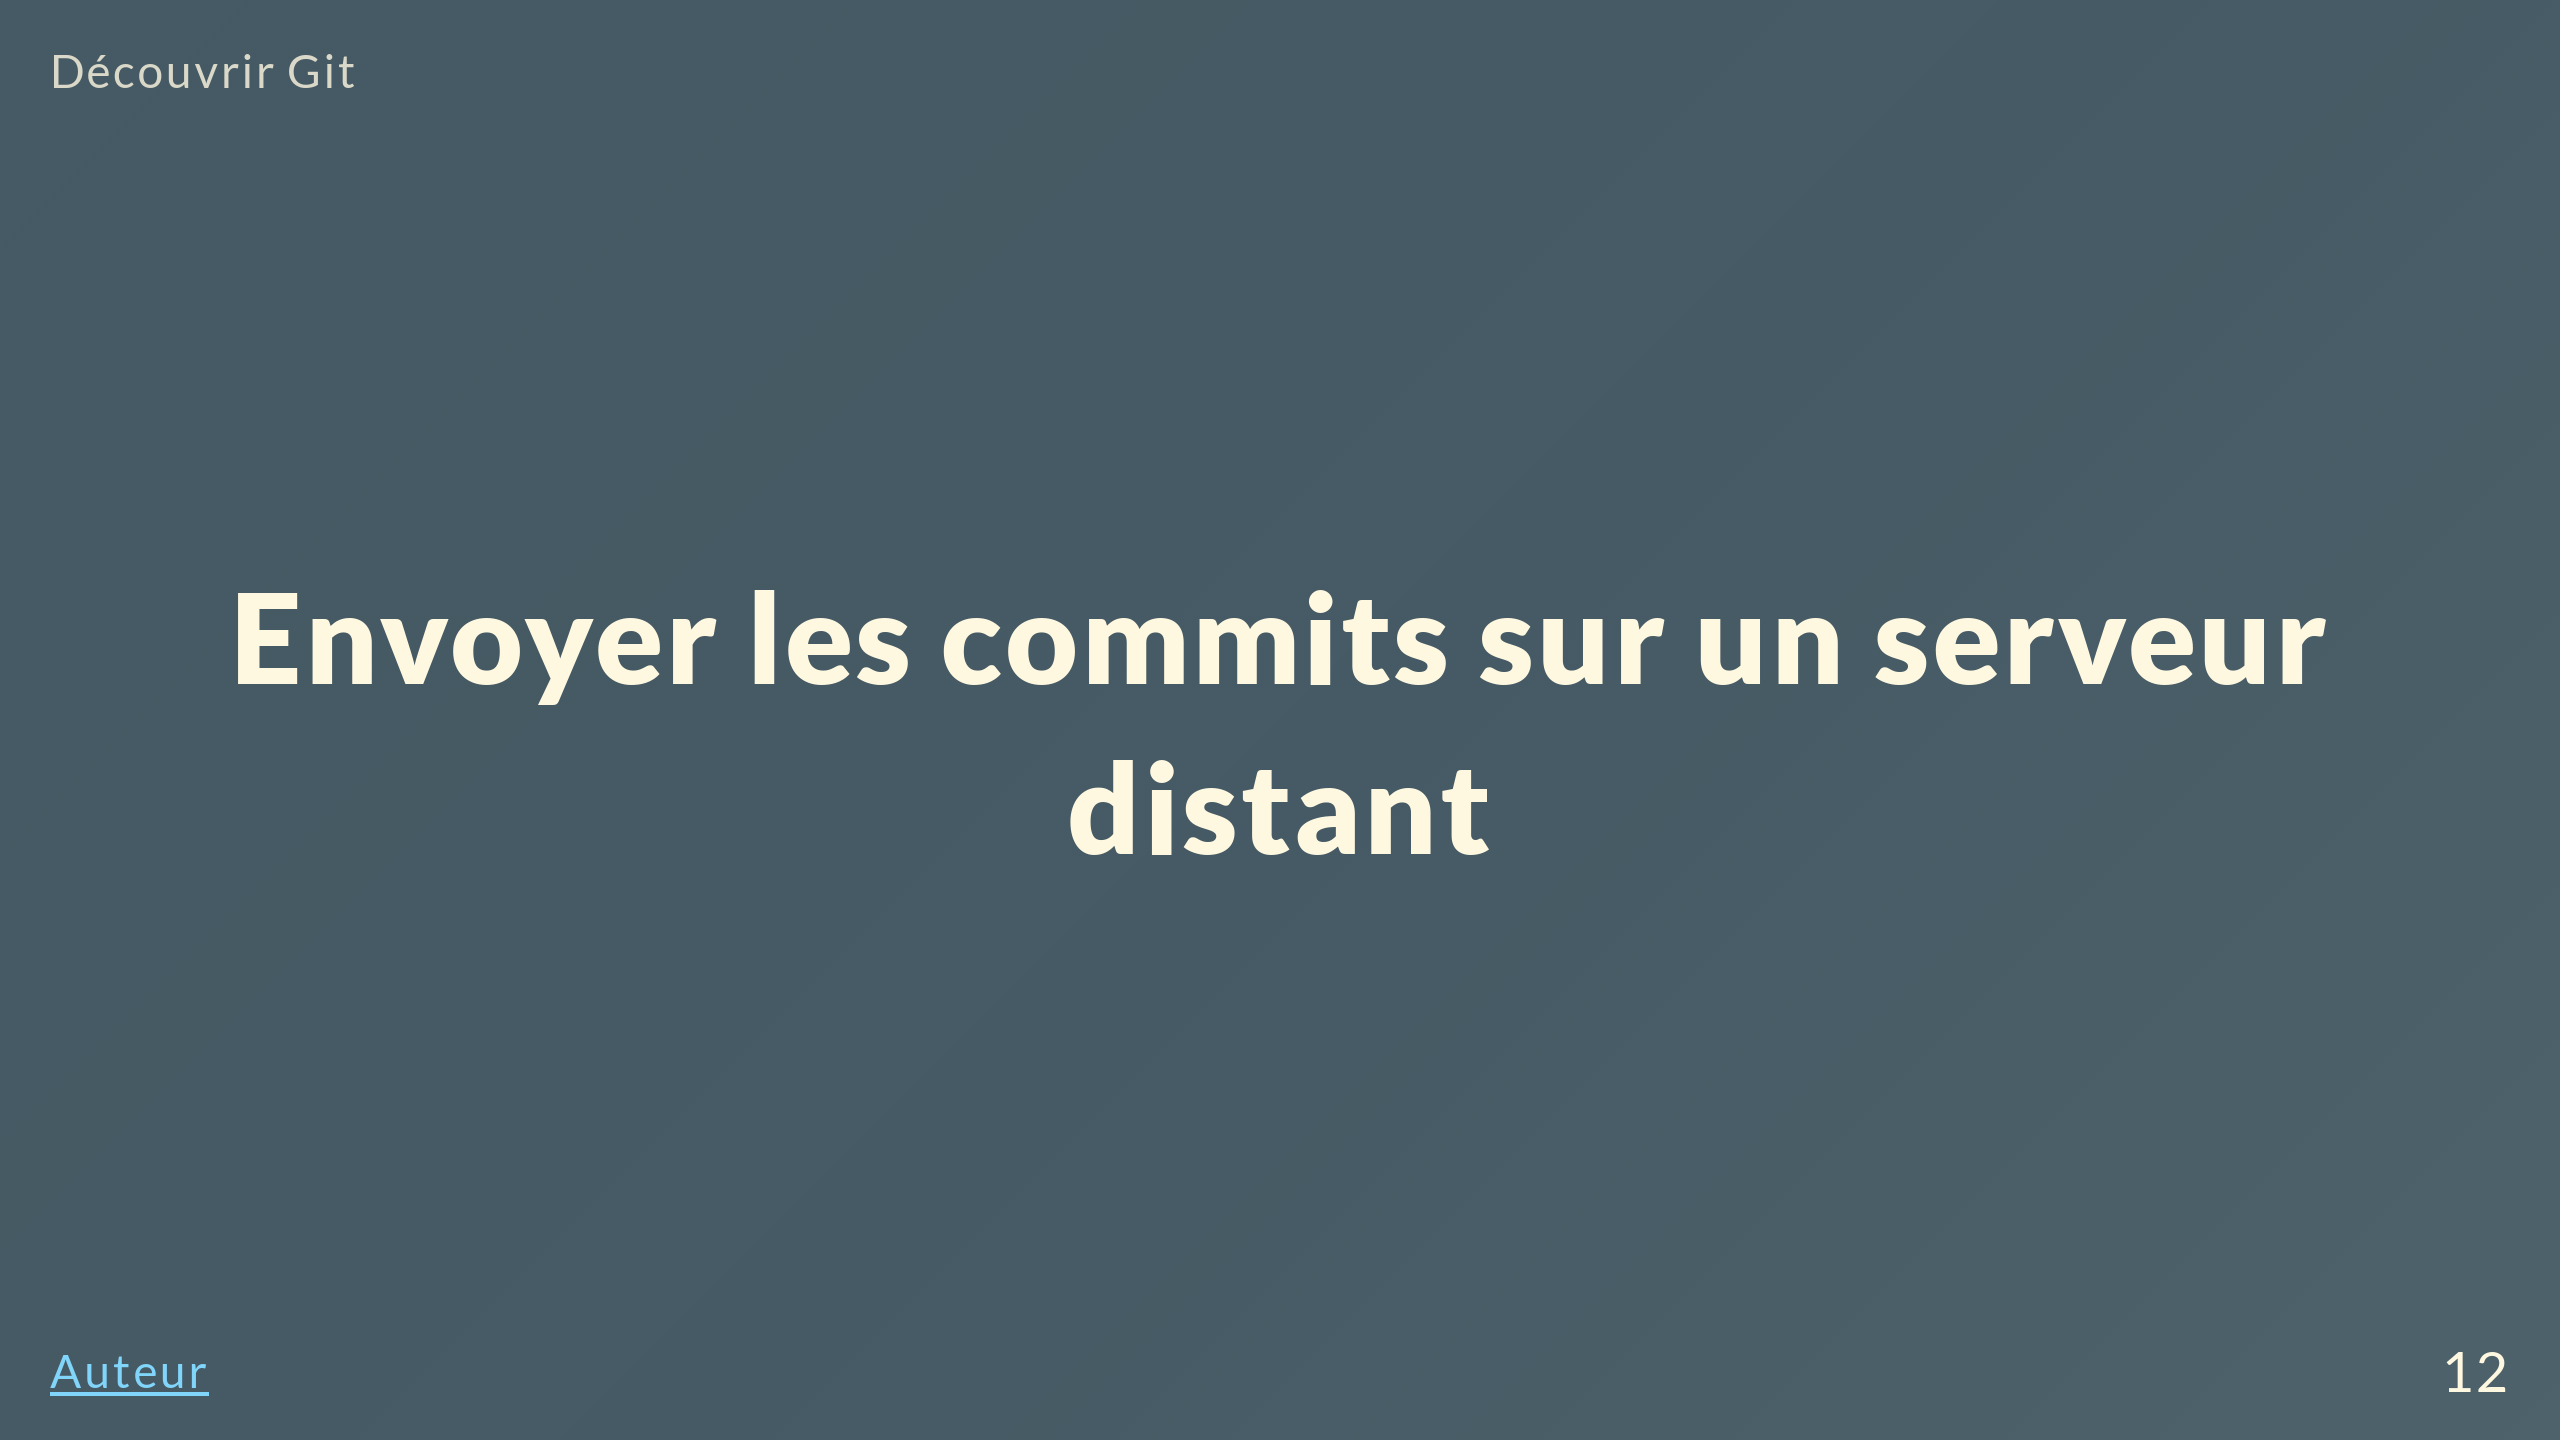 Découvrir Git
Envoyer les commits sur un serveur
distant
Auteur
12